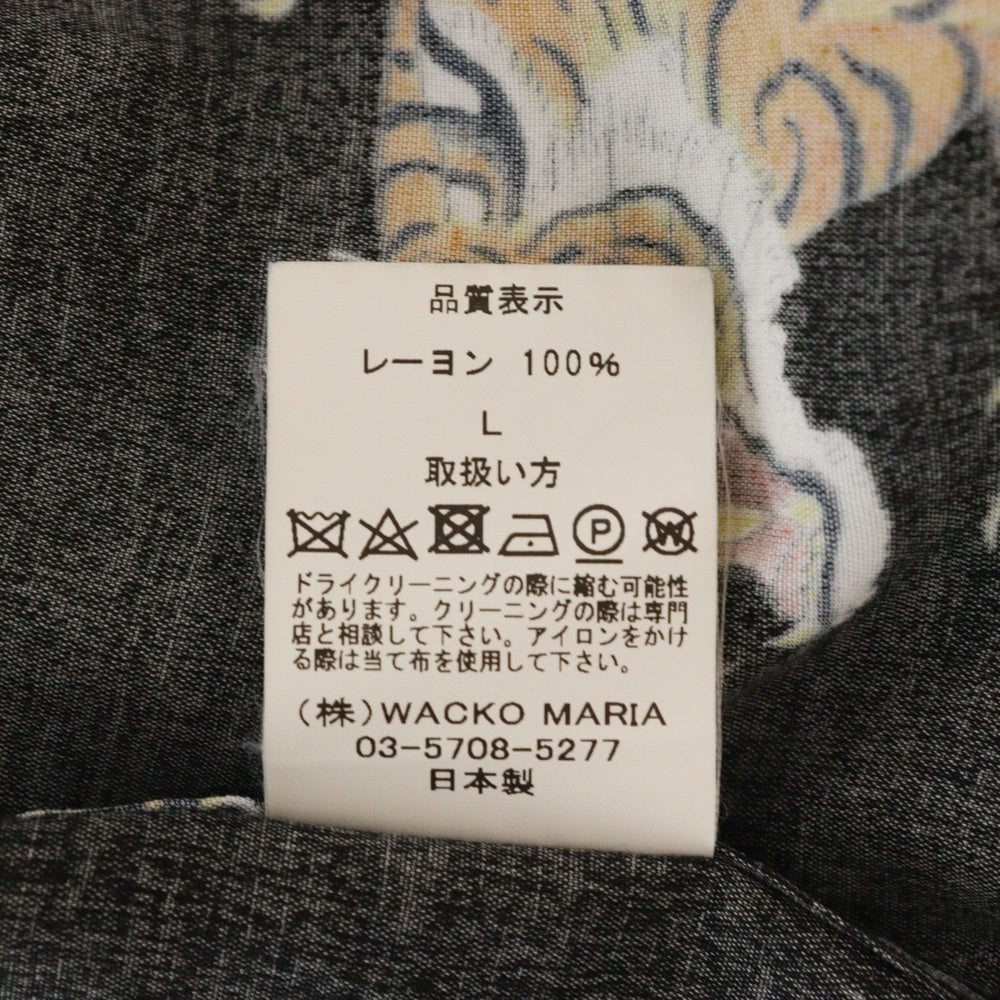 品質表示
レーヨン 100%
L
取扱い方
P W
ドライクリーニングの際に縮む可能性
があります。クリーニングの際は専門
店と相談して下さい。アイロンをかけ
る際は当て布を使用して下さい。
(株)WACKO MARIA
03-5708-5277
日本製